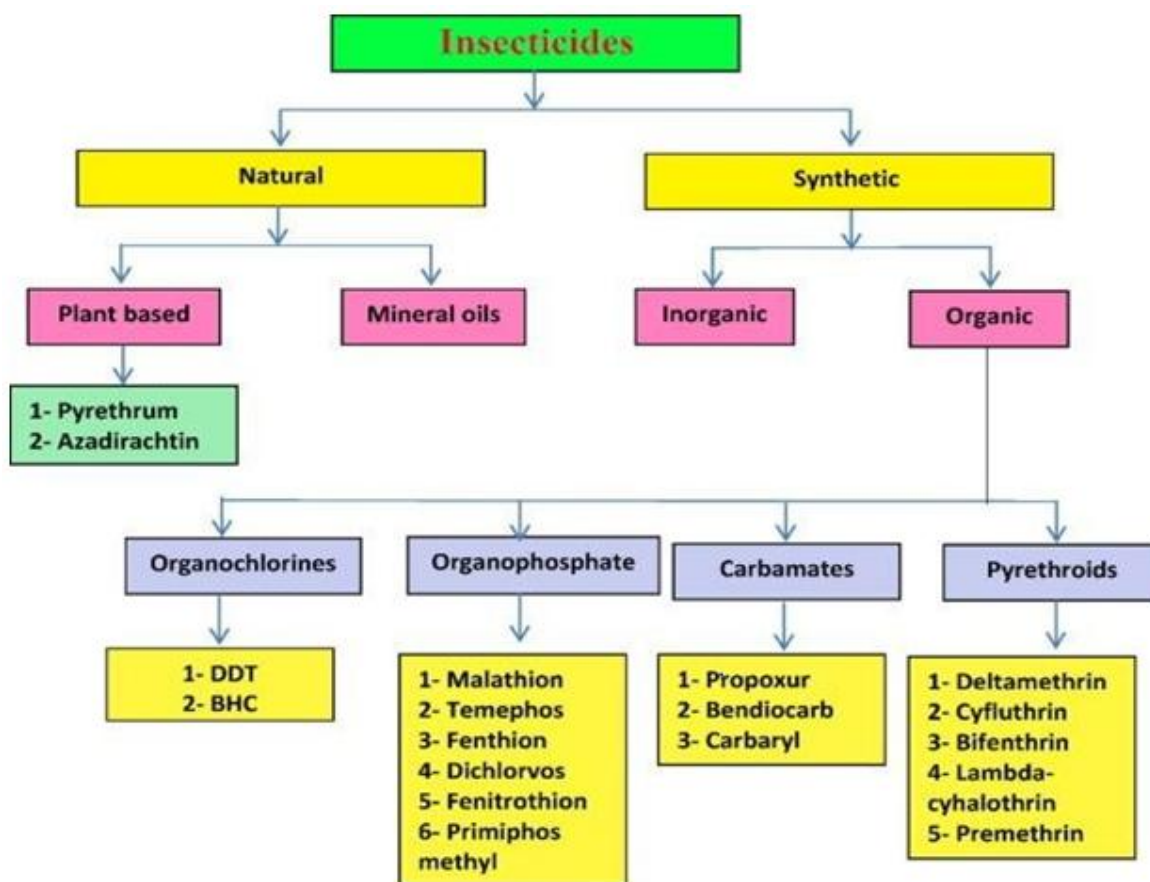 Insecticides
Natural
Synthetic
Plant based
Mineral oils
Inorganic
Organic
1- Pyrethrum
2- Azadirachtin
Organochlorines
Organophosphate
Carbamates
Pyrethroids
1- DDT
2- BHC
1- Malathion
2- Temephos
3- Fenthion
4- Dichlorvos
5- Fenitrothion
6- Primiphos
methyl
1- Propoxur
2- Bendiocarb
3- Carbaryl
1- Deltamethrin
2- Cyfluthrin
3- Bifenthrin
4- Lambda-
cyhalothrin
5- Premethrin